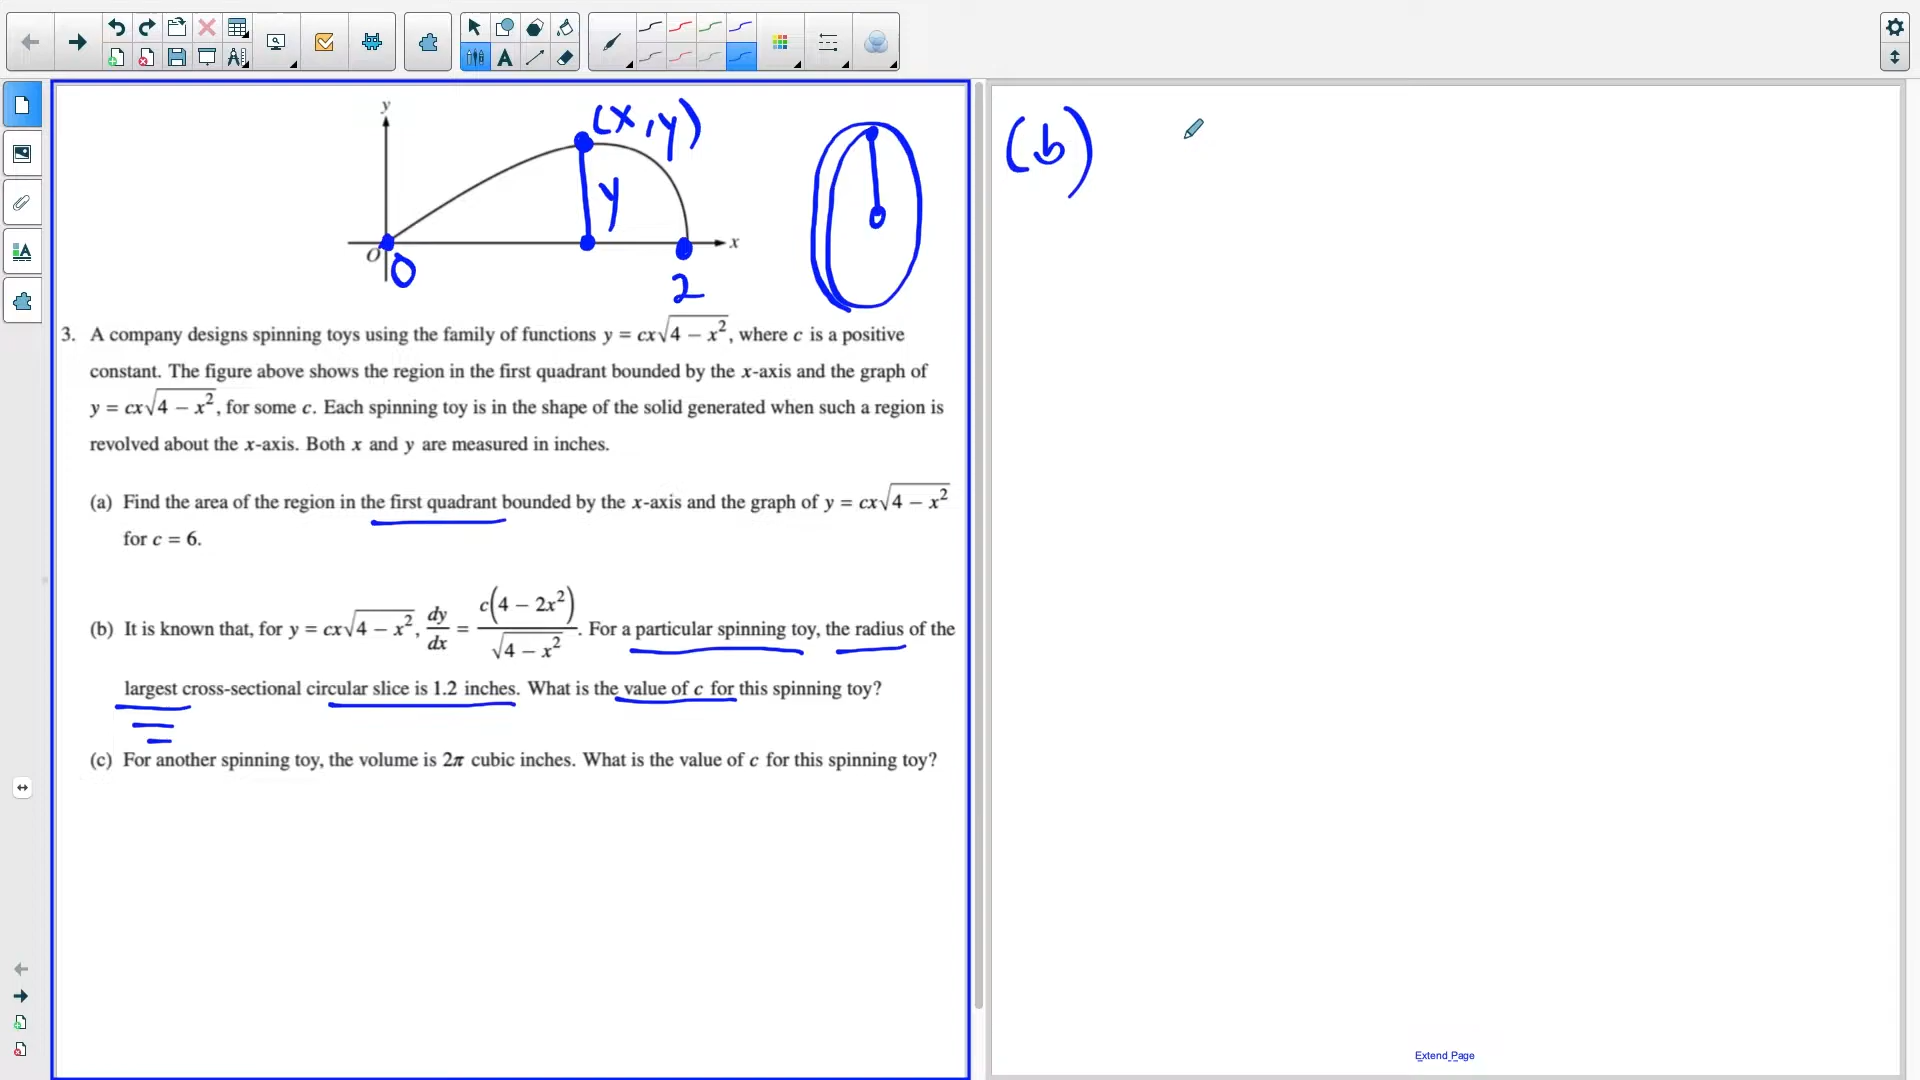 y
(x,y)
y
x
O
0
2
3. A company designs spinning toys using the family of functions y = cx√(4 − x²), where c is a positive
constant. The figure above shows the region in the first quadrant bounded by the x-axis and the graph of
y = cx√(4 − x²), for some c. Each spinning toy is in the shape of the solid generated when such a region is
revolved about the x-axis. Both x and y are measured in inches.
(a) Find the area of the region in the first quadrant bounded by the x-axis and the graph of y = cx√(4 − x²)
for c = 6.
(b) It is known that, for y = cx√(4 − x²), dy/dx = c(4 − 2x²)/√(4 − x²). For a particular spinning toy, the radius of the
largest cross-sectional circular slice is 1.2 inches. What is the value of c for this spinning toy?
(c) For another spinning toy, the volume is 2π cubic inches. What is the value of c for this spinning toy?
(b)
Extend_Page